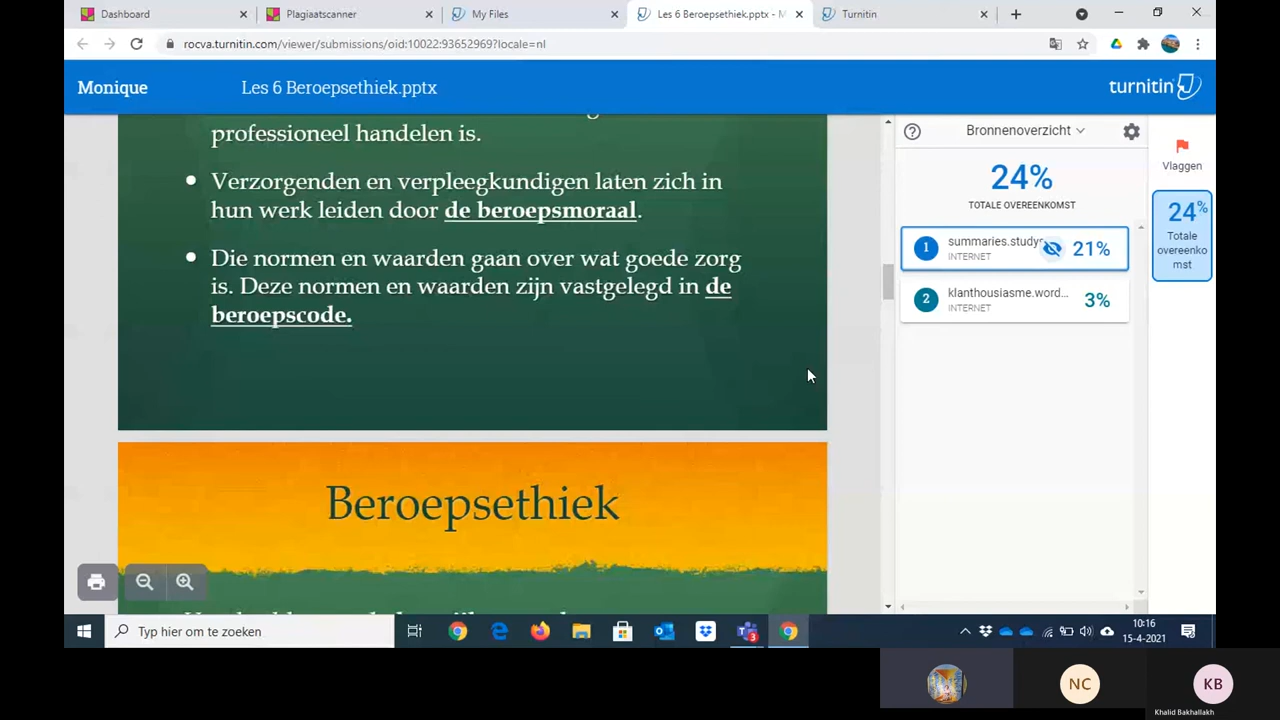 Dashboard
Plagiaatscanner
My Files
Les 6 Beroepsethiek.pptx - M
Turnitin
rocva.turnitin.com/viewer/submissions/oid:10022:93652969?locale=nl
Monique
Les 6 Beroepsethiek.pptx
turnitin
professioneel handelen is.
• Verzorgenden en verpleegkundigen laten zich in
hun werk leiden door de beroepsmoraal.
• Die normen en waarden gaan over wat goede zorg
is. Deze normen en waarden zijn vastgelegd in de
beroepscode.
Beroepsethiek
Bronnenoverzicht
24%
TOTALE OVEREENKOMST
1 summaries.studys 21%
INTERNET
2 klanthousiasme.word... 3%
INTERNET
Vlaggen
24%
Totale
overeenko
mst
Typ hier om te zoeken
3
10:16
15-4-2021
NC
KB
Khalid Bakhallakh